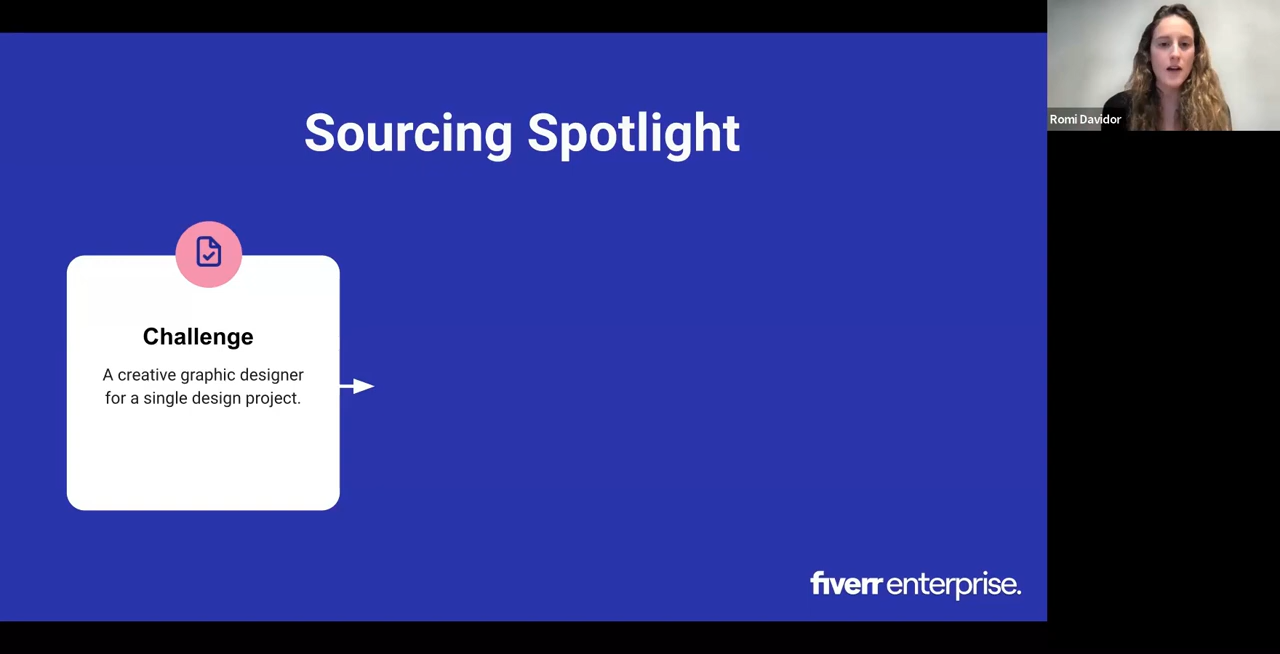 Sourcing Spotlight
Romi Davidor
Challenge
A creative graphic designer
for a single design project.
fiverr enterprise.